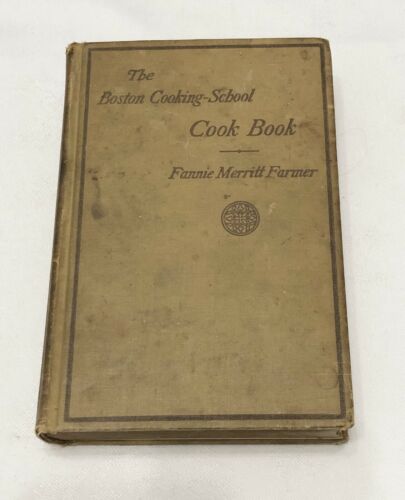 The
Boston Cooking-School
Cook Book
Fannie Merritt Farmer